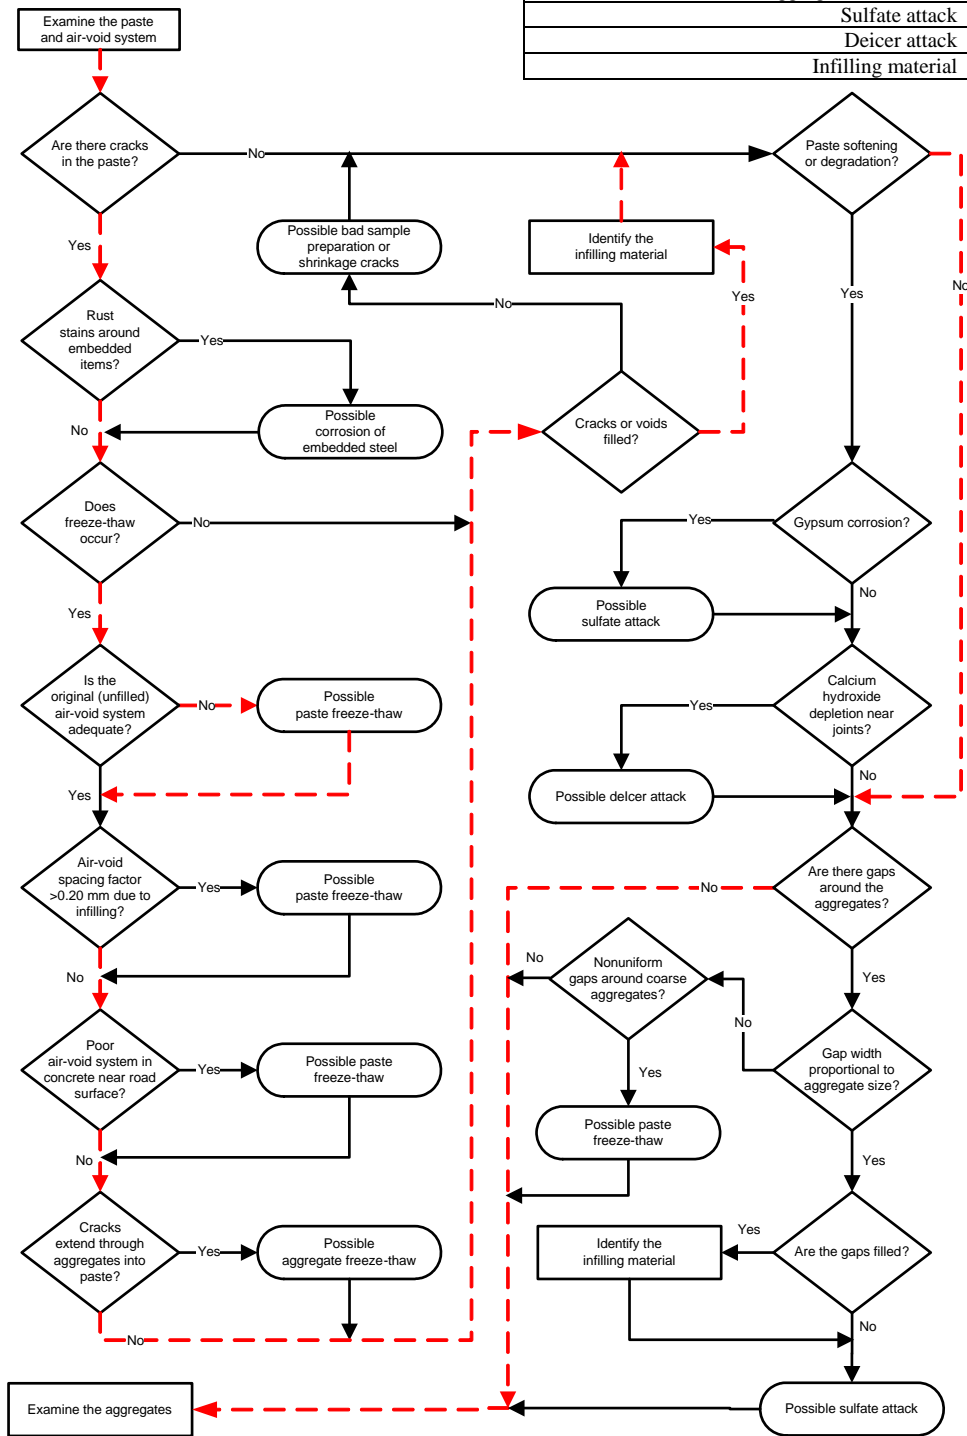 Sulfate attack
Deicer attack
Infilling material
Examine the paste
and air-void system
Are there cracks
in the paste?
No
Paste softening
or degradation?
Yes
Possible bad sample
preparation or
shrinkage cracks
Identify the
infilling material
No
Yes
No
Yes
Rust
stains around
embedded
items?
Yes
Possible
corrosion of
embedded steel
No
Cracks or voids
filled?
Does
freeze-thaw
occur?
No
Yes
Gypsum corrosion?
Yes
No
Possible
sulfate attack
Is the
original (unfilled)
air-void system
adequate?
No
Possible
paste freeze-thaw
Yes
Calcium
hydroxide
depletion near
joints?
Yes
No
Possible deIcer attack
Air-void
spacing factor
>0.20 mm due to
infilling?
Yes
Possible
paste freeze-thaw
No
Are there gaps
around the
aggregates?
No
Yes
Nonuniform
gaps around coarse
aggregates?
No
No
Yes
Gap width
proportional to
aggregate size?
Yes
Poor
air-void system in
concrete near road
surface?
Yes
Possible paste
freeze-thaw
No
Possible paste
freeze-thaw
Cracks
extend through
aggregates into
paste?
Yes
Possible
aggregate freeze-thaw
No
Are the gaps filled?
Yes
Identify the
infilling material
No
Possible sulfate attack
Examine the aggregates